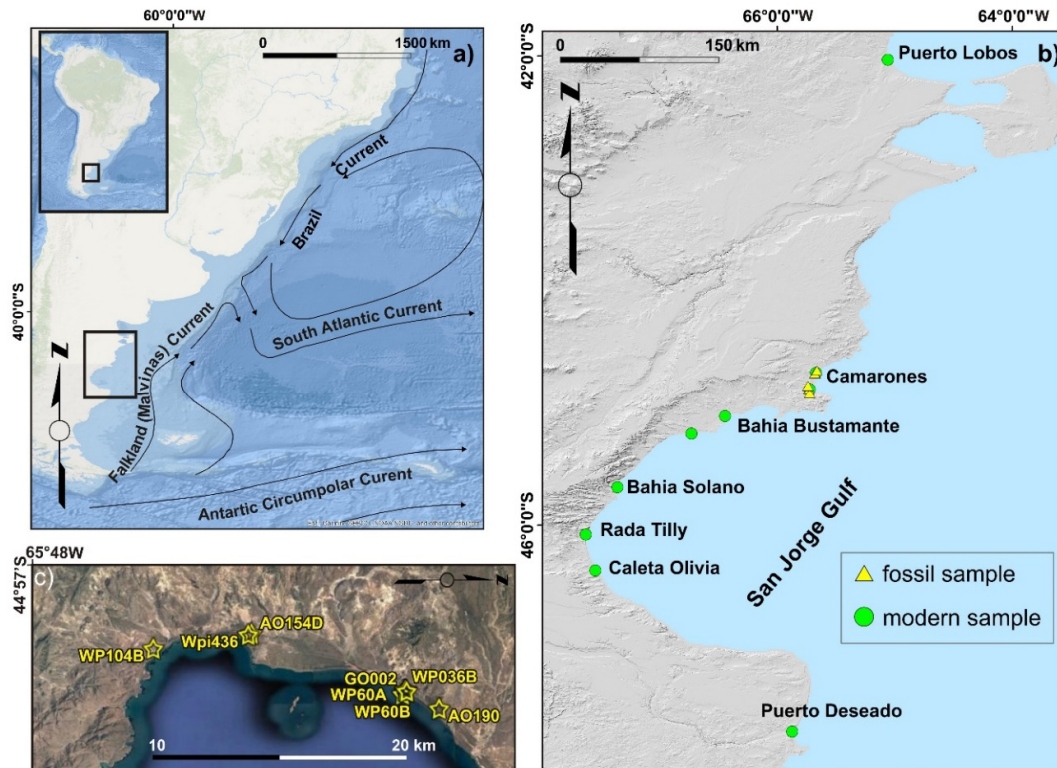 60°0'0"W
0 1500 km
a)
Z
40°0'0"S
Brazil Current
South Atlantic Current
Falkland (Malvinas) Current
Antartic Circumpolar Curent
66°0'0"W 64°0'0"W
0 150 km
b)
Z
42°0'0"S
46°0'0"S
Puerto Lobos
Camarones
Bahia Bustamante
Bahia Solano
Rada Tilly
Caleta Olivia
San Jorge Gulf
fossil sample
modern sample
Puerto Deseado
65°48'W
44°57'S
c)
Z
AO154D
Wpi436
WP104B
GO002 WP036B
WP60A
WP60B
AO190
10 20 km